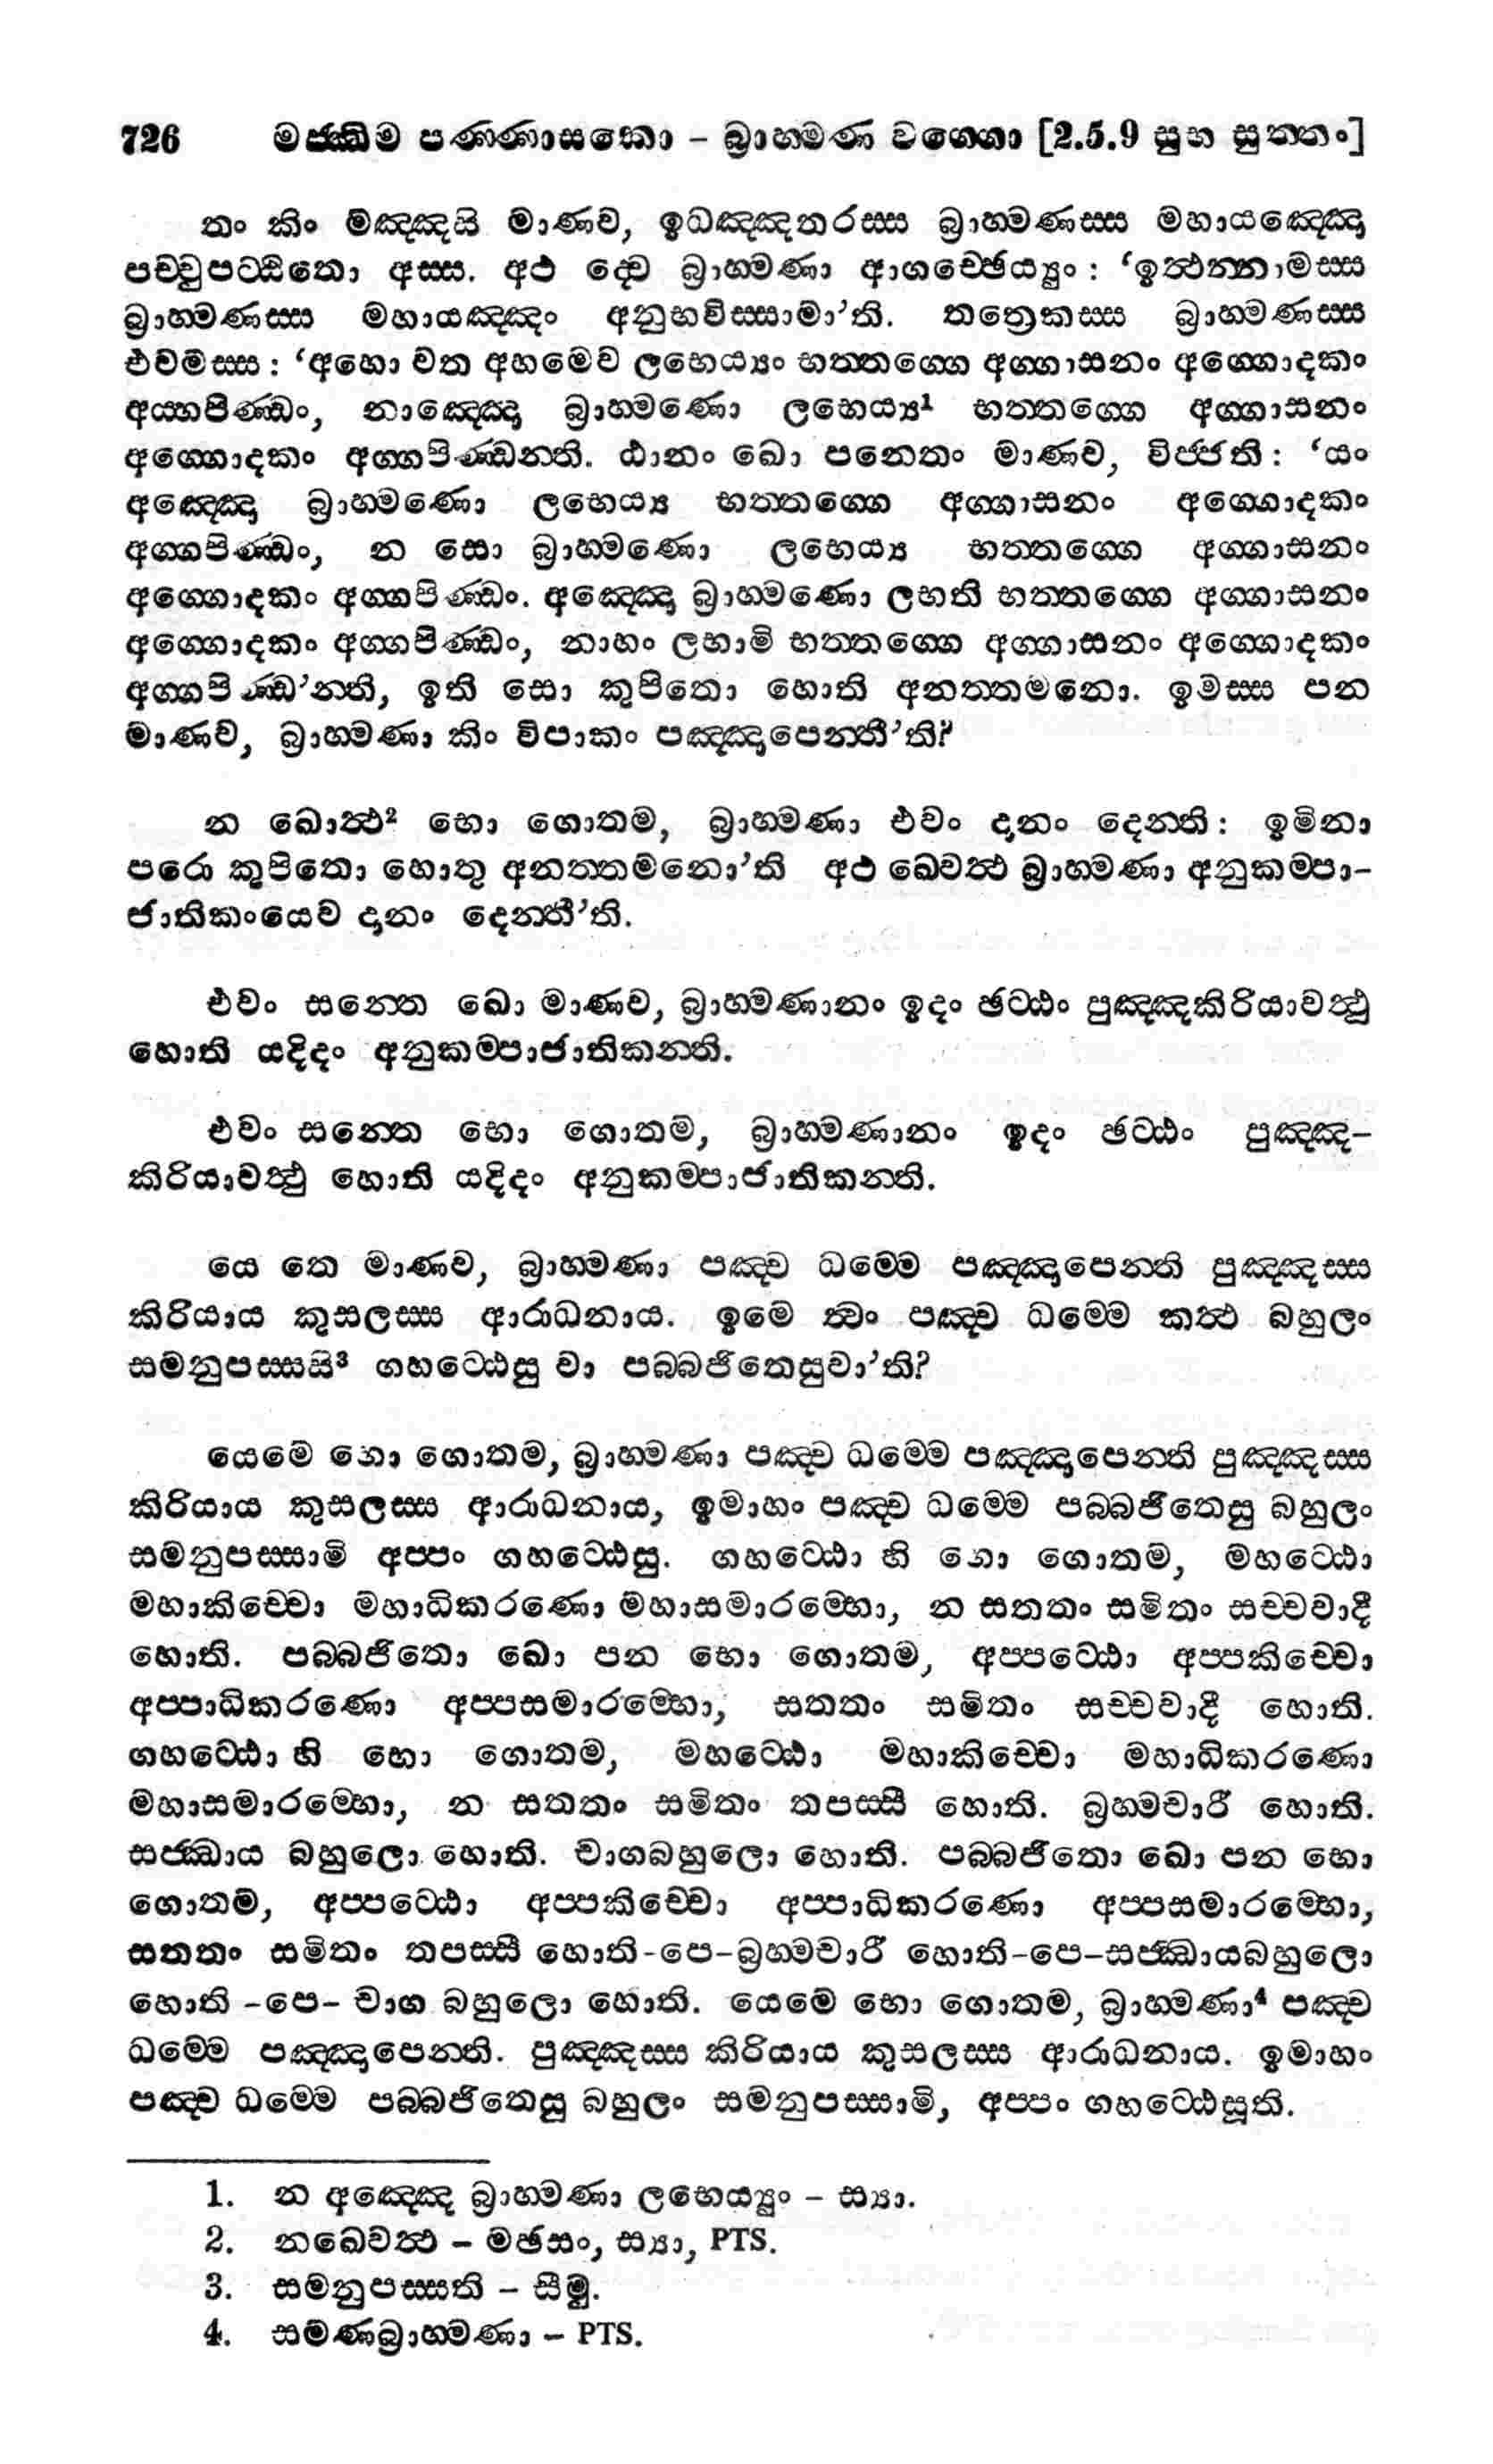 726 මජ්ඣිම පණ්ණාසකො – බ්‍රාහ්මණ වග්ගො [2.5.9 සුභ සුත්තං]
තං කිං මඤ්ඤසි මාණව, ඉධඤ්ඤතරස්ස බ්‍රාහ්මණස්ස මහායඤ්ඤො
පච්චුපට්ඨිතො අස්ස. අථ ද්වෙ බ්‍රාහ්මණා ආගච්ඡෙය්‍යුං : ‘ඉත්ථන්නාමස්ස
බ්‍රාහ්මණස්ස මහායඤ්ඤං අනුභවිස්සාමා’ති. තත්‍රෙකස්ස බ්‍රාහ්මණස්ස
එවමස්ස : ‘අහො වත අහමෙව ලභෙය්‍යං භත්තග්ගෙ අග්ගාසනං අග්ගොදකං
අග්ගපිණ්ඩං, නාඤ්ඤො බ්‍රාහ්මණො ලභෙය්‍ය¹ භත්තග්ගෙ අග්ගාසනං
අග්ගොදකං අග්ගපිණ්ඩන්ති. ඨානං ඛො පනෙතං මාණව, විජ්ජති : ‘යං
අඤ්ඤො බ්‍රාහ්මණො ලභෙය්‍ය භත්තග්ගෙ අග්ගාසනං අග්ගොදකං
අග්ගපිණ්ඩං, න සො බ්‍රාහ්මණො ලභෙය්‍ය භත්තග්ගෙ අග්ගාසනං
අග්ගොදකං අග්ගපිණ්ඩං. අඤ්ඤො බ්‍රාහ්මණො ලභති භත්තග්ගෙ අග්ගාසනං
අග්ගොදකං අග්ගපිණ්ඩං, නාහං ලභාමි භත්තග්ගෙ අග්ගාසනං අග්ගොදකං
අග්ගපිණ්ඩ’න්ති, ඉති සො කුපිතො හොති අනත්තමනො. ඉමස්ස පන
මාණව, බ්‍රාහ්මණා කිං විපාකං පඤ්ඤාපෙන්තී’ති?
න ඛොත්ථ² භො ගොතම, බ්‍රාහ්මණා එවං දානං දෙන්ති : ඉමිනා
පරො කුපිතො හොතු අනත්තමනො’ති අථ ඛෙවත්ථ බ්‍රාහ්මණා අනුකම්පා-
ජාතිකංයෙව දානං දෙන්තී’ති.
එවං සන්තෙ ඛො මාණව, බ්‍රාහ්මණානං ඉදං ඡට්ඨං පුඤ්ඤකිරියාවත්ථු
හොති යදිදං අනුකම්පාජාතිකන්ති.
එවං සන්තෙ භො ගොතම, බ්‍රාහ්මණානං ඉදං ඡට්ඨං පුඤ්ඤ-
කිරියාවත්ථු හොති යදිදං අනුකම්පාජාතිකන්ති.
යෙ තෙ මාණව, බ්‍රාහ්මණා පඤ්ච ධම්මෙ පඤ්ඤාපෙන්ති පුඤ්ඤස්ස
කිරියාය කුසලස්ස ආරාධනාය. ඉමෙ ත්වං පඤ්ච ධම්මෙ කත්ථ බහුලං
සමනුපස්සසි³ ගහට්ඨෙසු වා පබ්බජිතෙසුවා’ති?
යෙමෙ භො ගොතම, බ්‍රාහ්මණා පඤ්ච ධම්මෙ පඤ්ඤාපෙන්ති පුඤ්ඤස්ස
කිරියාය කුසලස්ස ආරාධනාය, ඉමාහං පඤ්ච ධම්මෙ පබ්බජිතෙසු බහුලං
සමනුපස්සාමි අප්පං ගහට්ඨෙසු. ගහට්ඨො හි භො ගොතම, මහට්ඨො
මහාකිච්චො මහාධිකරණො මහාසමාරම්භො, න සතතං සමිතං සච්චවාදී
හොති. පබ්බජිතො ඛො පන භො ගොතම, අප්පට්ඨො අප්පකිච්චො
අප්පාධිකරණො අප්පසමාරම්භො, සතතං සමිතං සච්චවාදී හොති.
ගහට්ඨො හි භො ගොතම, මහට්ඨො මහාකිච්චො මහාධිකරණො
මහාසමාරම්භො, න සතතං සමිතං තපස්සී හොති. බ්‍රහ්මචාරී හොති.
සජ්ඣාය බහුලො හොති. චාගබහුලො හොති. පබ්බජිතො ඛො පන භො
ගොතම, අප්පට්ඨො අප්පකිච්චො අප්පාධිකරණො අප්පසමාරම්භො,
සතතං සමිතං තපස්සී හොති-පෙ-බ්‍රහ්මචාරී හොති-පෙ-සජ්ඣායබහුලො
හොති -පෙ- චාග බහුලො හොති. යෙමෙ භො ගොතම, බ්‍රාහ්මණා⁴ පඤ්ච
ධම්මෙ පඤ්ඤාපෙන්ති. පුඤ්ඤස්ස කිරියාය කුසලස්ස ආරාධනාය. ඉමාහං
පඤ්ච ධම්මෙ පබ්බජිතෙසු බහුලං සමනුපස්සාමි, අප්පං ගහට්ඨෙසූති.
1. න අඤ්ඤෙ බ්‍රාහ්මණා ලභෙය්‍යුං – ස්‍යා.
2. නඛෙවත්ථ – මඡසං, ස්‍යා, PTS.
3. සමනුපස්සති – සීමු.
4. සමණබ්‍රාහ්මණා – PTS.